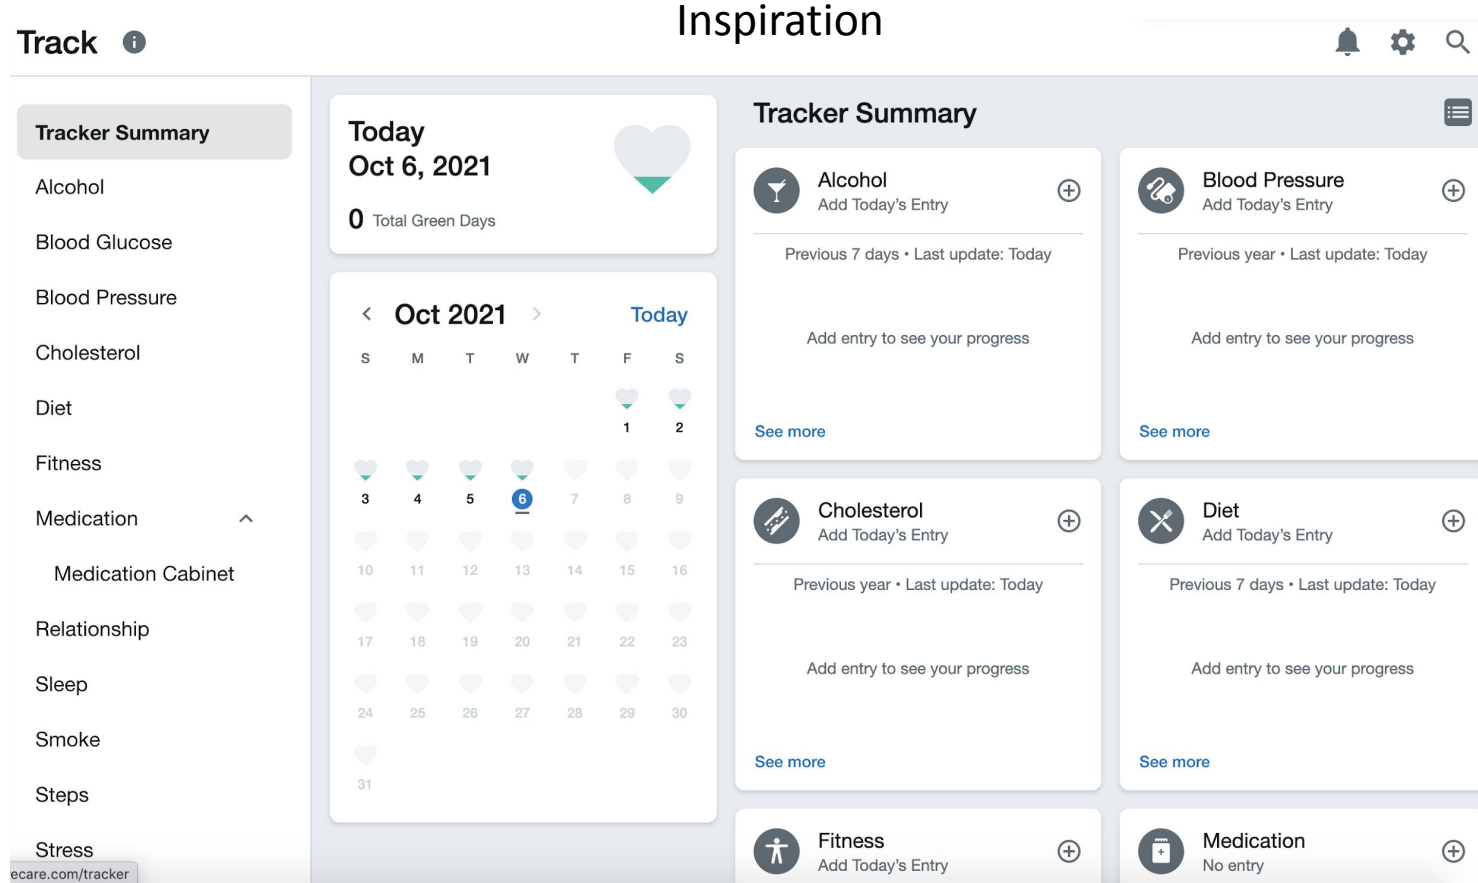 Inspiration
Track
Tracker Summary
Alcohol
Blood Glucose
Blood Pressure
Cholesterol
Diet
Fitness
Medication
Medication Cabinet
Relationship
Sleep
Smoke
Steps
Stress
ecare.com/tracker
Today
Oct 6, 2021
0 Total Green Days
Oct 2021 Today
S M T W T F S
1 2
3 4 5 6 7 8 9
10 11 12 13 14 15 16
17 18 19 20 21 22 23
24 25 26 27 28 29 30
31
Tracker Summary
Alcohol
Add Today's Entry
Previous 7 days • Last update: Today
Add entry to see your progress
See more
Blood Pressure
Add Today's Entry
Previous year • Last update: Today
Add entry to see your progress
See more
Cholesterol
Add Today's Entry
Previous year • Last update: Today
Add entry to see your progress
See more
Diet
Add Today's Entry
Previous 7 days • Last update: Today
Add entry to see your progress
See more
Fitness
Add Today's Entry
Medication
No entry